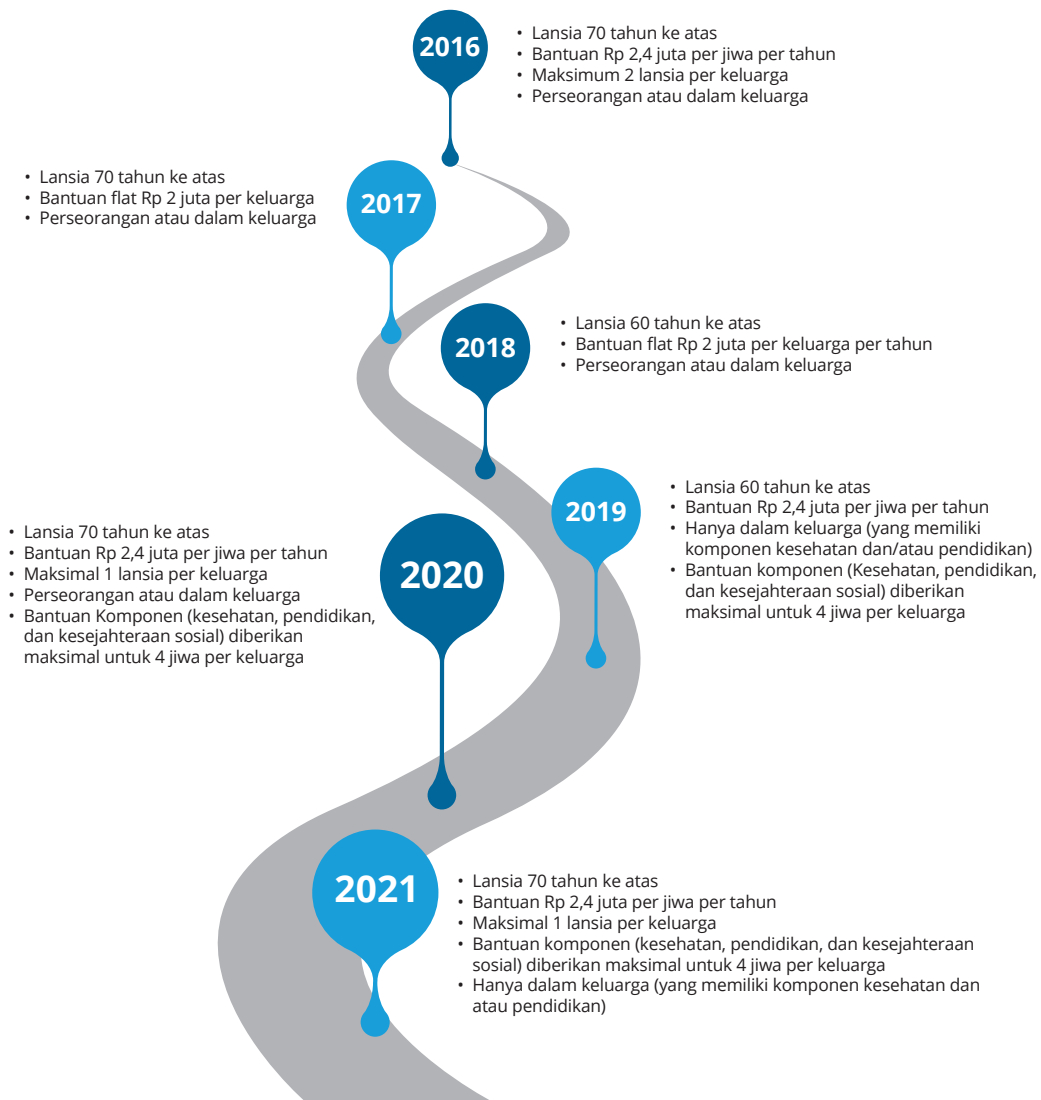 2016
• Lansia 70 tahun ke atas
• Bantuan Rp 2,4 juta per jiwa per tahun
• Maksimum 2 lansia per keluarga
• Perseorangan atau dalam keluarga
2017
• Lansia 70 tahun ke atas
• Bantuan flat Rp 2 juta per keluarga
• Perseorangan atau dalam keluarga
2018
• Lansia 60 tahun ke atas
• Bantuan flat Rp 2 juta per keluarga per tahun
• Perseorangan atau dalam keluarga
2019
• Lansia 60 tahun ke atas
• Bantuan Rp 2,4 juta per jiwa per tahun
• Hanya dalam keluarga (yang memiliki
komponen kesehatan dan/atau pendidikan)
• Bantuan komponen (Kesehatan, pendidikan,
dan kesejahteraan sosial) diberikan
maksimal untuk 4 jiwa per keluarga
2020
• Lansia 70 tahun ke atas
• Bantuan Rp 2,4 juta per jiwa per tahun
• Maksimal 1 lansia per keluarga
• Perseorangan atau dalam keluarga
• Bantuan Komponen (kesehatan, pendidikan,
dan kesejahteraan sosial) diberikan
maksimal untuk 4 jiwa per keluarga
2021
• Lansia 70 tahun ke atas
• Bantuan Rp 2,4 juta per jiwa per tahun
• Maksimal 1 lansia per keluarga
• Bantuan komponen (kesehatan, pendidikan, dan kesejahteraan
sosial) diberikan maksimal untuk 4 jiwa per keluarga
• Hanya dalam keluarga (yang memiliki komponen kesehatan dan
atau pendidikan)